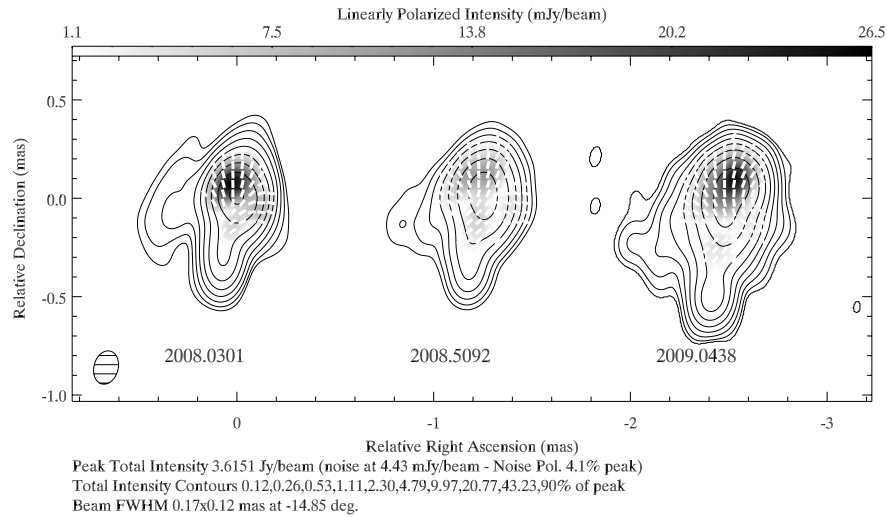 Linearly Polarized Intensity (mJy/beam)
1.1 7.5 13.8 20.2 26.5
0.5
0.0
-0.5
-1.0
Relative Declination (mas)
2008.0301 2008.5092 2009.0438
0 -1 -2 -3
Relative Right Ascension (mas)
Peak Total Intensity 3.6151 Jy/beam (noise at 4.43 mJy/beam - Noise Pol. 4.1% peak)
Total Intensity Contours 0.12,0.26,0.53,1.11,2.30,4.79,9.97,20.77,43.23,90% of peak
Beam FWHM 0.17x0.12 mas at -14.85 deg.